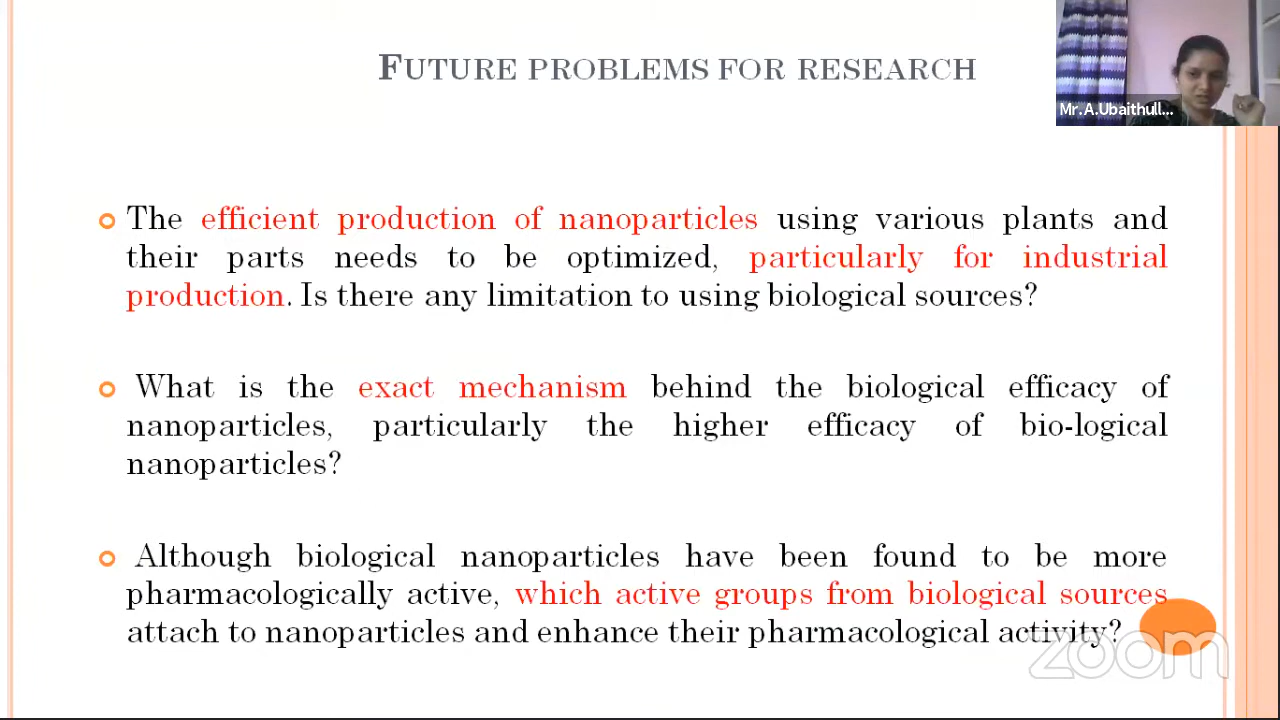 FUTURE PROBLEMS FOR RESEARCH
Mr.A.Ubaithull...
The efficient production of nanoparticles using various plants and
their parts needs to be optimized, particularly for industrial
production. Is there any limitation to using biological sources?
What is the exact mechanism behind the biological efficacy of
nanoparticles, particularly the higher efficacy of bio-logical
nanoparticles?
Although biological nanoparticles have been found to be more
pharmacologically active, which active groups from biological sources
attach to nanoparticles and enhance their pharmacological activity?
zoom